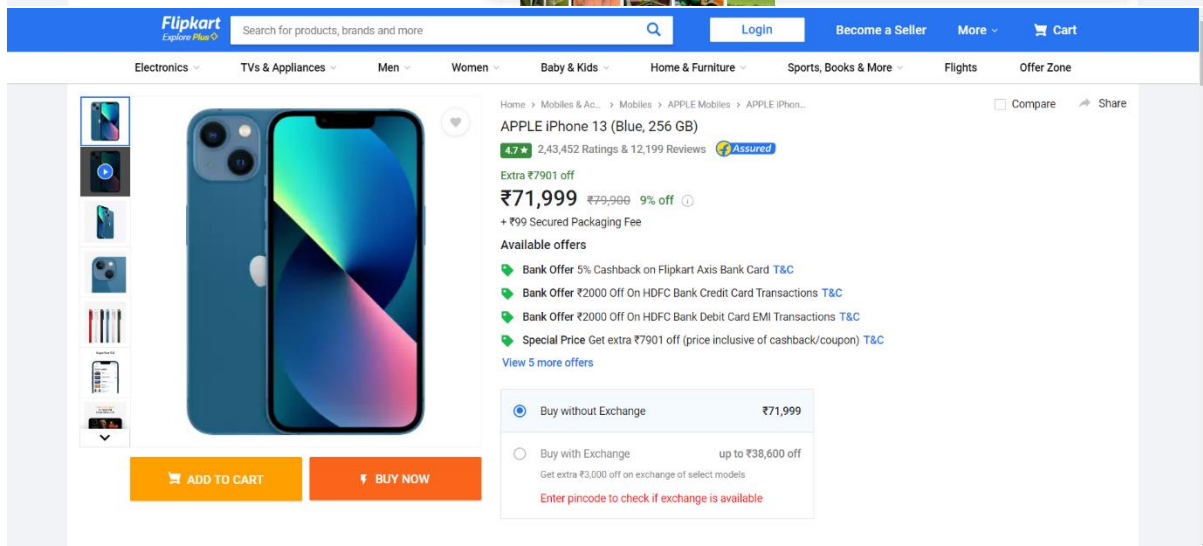 Flipkart
Explore Plus
Search for products, brands and more
Login
Become a Seller
More
Cart
Electronics
TVs & Appliances
Men
Women
Baby & Kids
Home & Furniture
Sports, Books & More
Flights
Offer Zone
Home > Mobiles & Ac... > Mobiles > APPLE Mobiles > APPLE iPhon...
Compare
Share
APPLE iPhone 13 (Blue, 256 GB)
4.7★ 2,43,452 Ratings & 12,199 Reviews Assured
Extra ₹7901 off
₹71,999 ₹79,900 9% off
+ ₹99 Secured Packaging Fee
Available offers
Bank Offer 5% Cashback on Flipkart Axis Bank Card T&C
Bank Offer ₹2000 Off On HDFC Bank Credit Card Transactions T&C
Bank Offer ₹2000 Off On HDFC Bank Debit Card EMI Transactions T&C
Special Price Get extra ₹7901 off (price inclusive of cashback/coupon) T&C
View 5 more offers
Buy without Exchange ₹71,999
Buy with Exchange up to ₹38,600 off
Get extra ₹3,000 off on exchange of select models
Enter pincode to check if exchange is available
ADD TO CART
BUY NOW